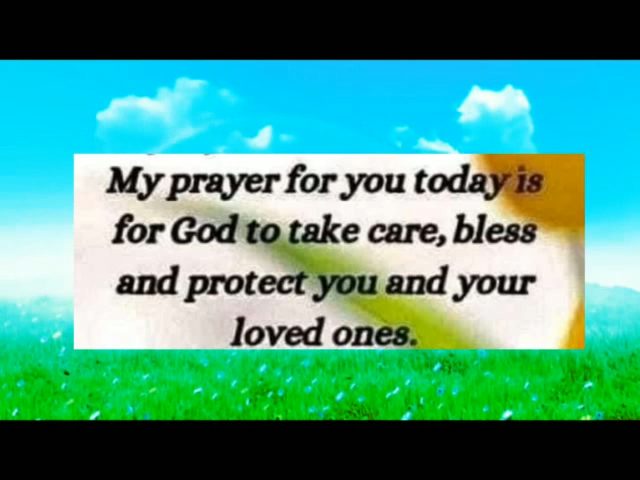 My prayer for you today is
for God to take care, bless
and protect you and your
loved ones.